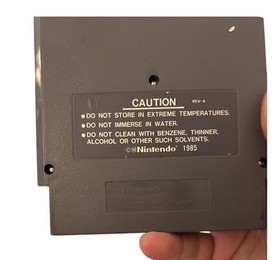 CAUTION REV-A
•DO NOT STORE IN EXTREME TEMPERATURES.
•DO NOT IMMERSE IN WATER.
•DO NOT CLEAN WITH BENZENE, THINNER,
ALCOHOL OR OTHER SUCH SOLVENTS.
©Nintendo 1985